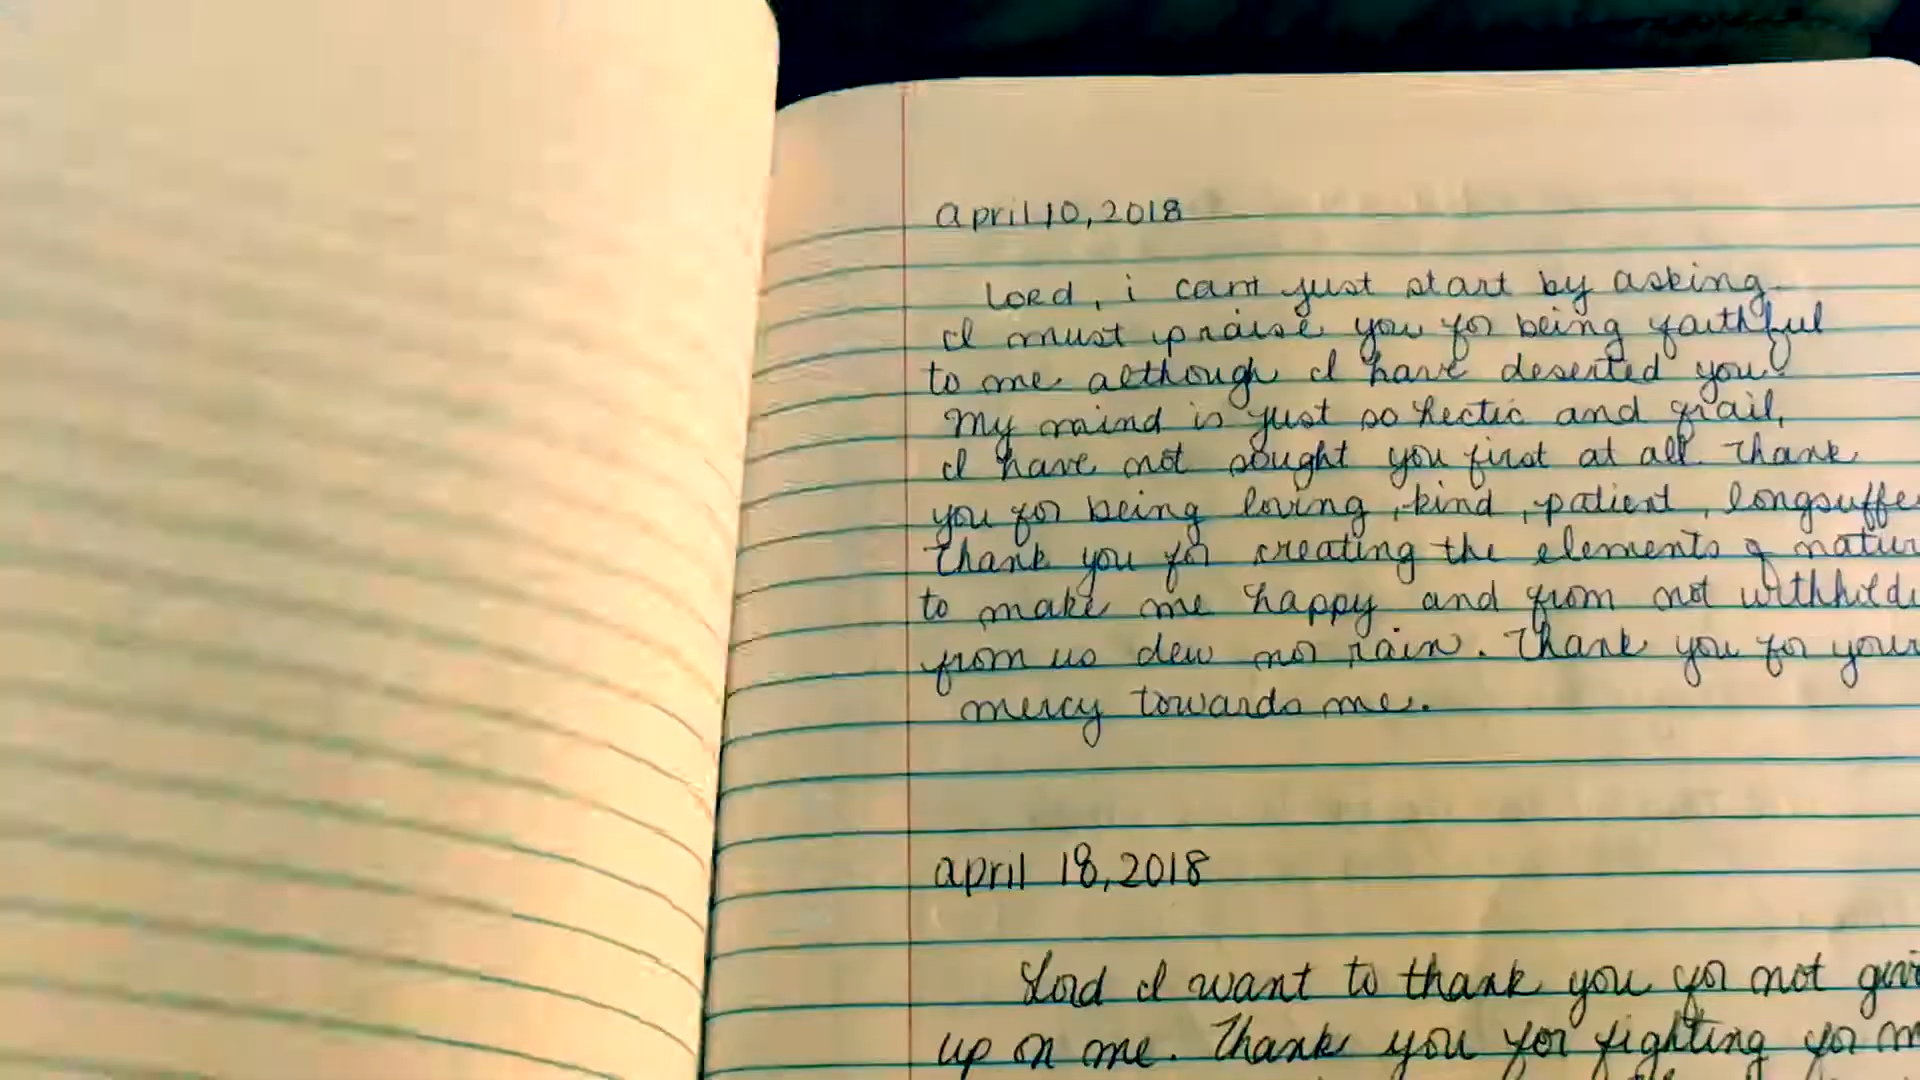 april 10, 2018
Lord, i cant just start by asking.
I must praise you for being faithful
to me although I have deserted you.
My mind is just so hectic and frail,
I have not sought you first at all. Thank
you for being loving, kind, patient, longsuffe
Thank you for creating the elements of natur
to make me happy and from not withhild
from us dew nor rain. Thank you for your
mercy towards me.
april 18, 2018
Lord I want to thank you for not givi
up on me. Thank you for fighting for m